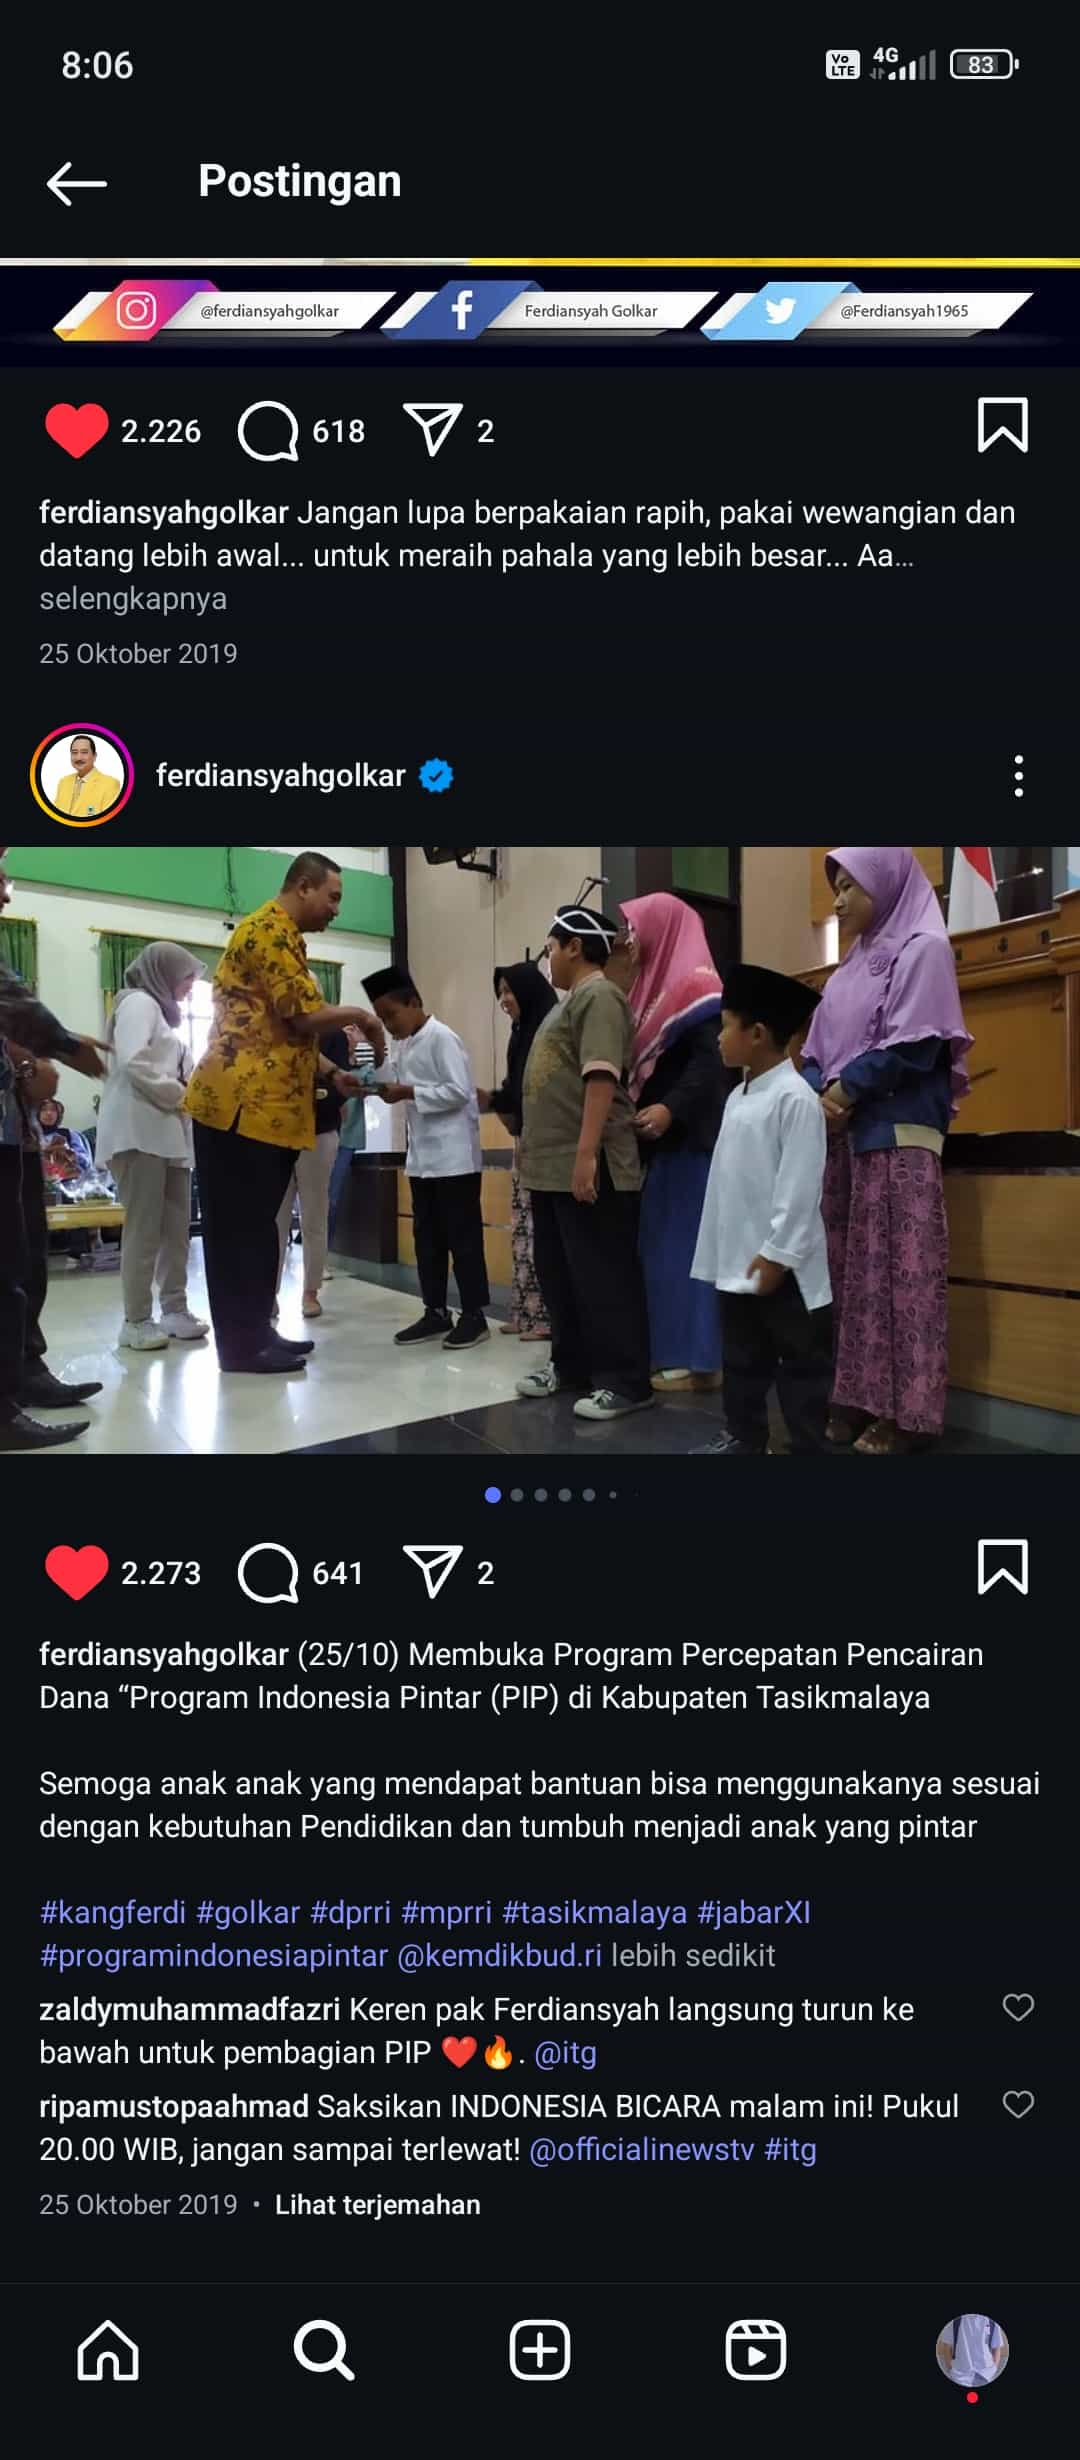 8:06
Vo LTE 4G 83
Postingan
@ferdiansyahgolkar Ferdiansyah Golkar @Ferdiansyah1965
2.226 618 2
ferdiansyahgolkar Jangan lupa berpakaian rapih, pakai wewangian dan
datang lebih awal... untuk meraih pahala yang lebih besar... Aa...
selengkapnya
25 Oktober 2019
ferdiansyahgolkar
2.273 641 2
ferdiansyahgolkar (25/10) Membuka Program Percepatan Pencairan
Dana “Program Indonesia Pintar (PIP) di Kabupaten Tasikmalaya
Semoga anak anak yang mendapat bantuan bisa menggunakanya sesuai
dengan kebutuhan Pendidikan dan tumbuh menjadi anak yang pintar
#kangferdi #golkar #dprri #mprri #tasikmalaya #jabarXI
#programindonesiapintar @kemdikbud.ri lebih sedikit
zaldymuhammadfazri Keren pak Ferdiansyah langsung turun ke
bawah untuk pembagian PIP ❤️🔥. @itg
ripamustopaahmad Saksikan INDONESIA BICARA malam ini! Pukul
20.00 WIB, jangan sampai terlewat! @officialinewstv #itg
25 Oktober 2019 • Lihat terjemahan